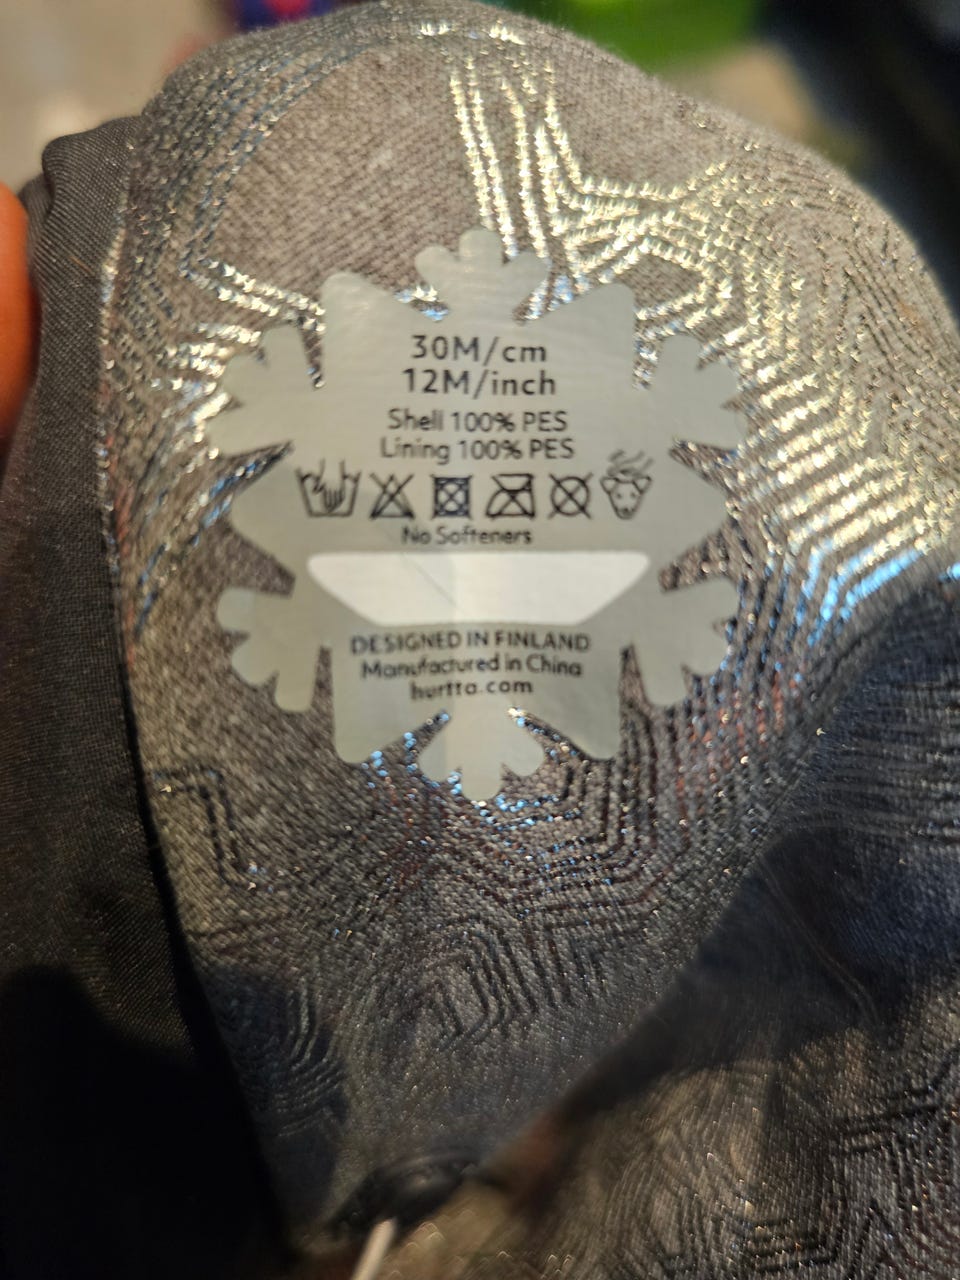 30M/cm
12M/inch
Shell 100% PES
Lining 100% PES
No Softeners
DESIGNED IN FINLAND
Manufactured in China
hurtta.com